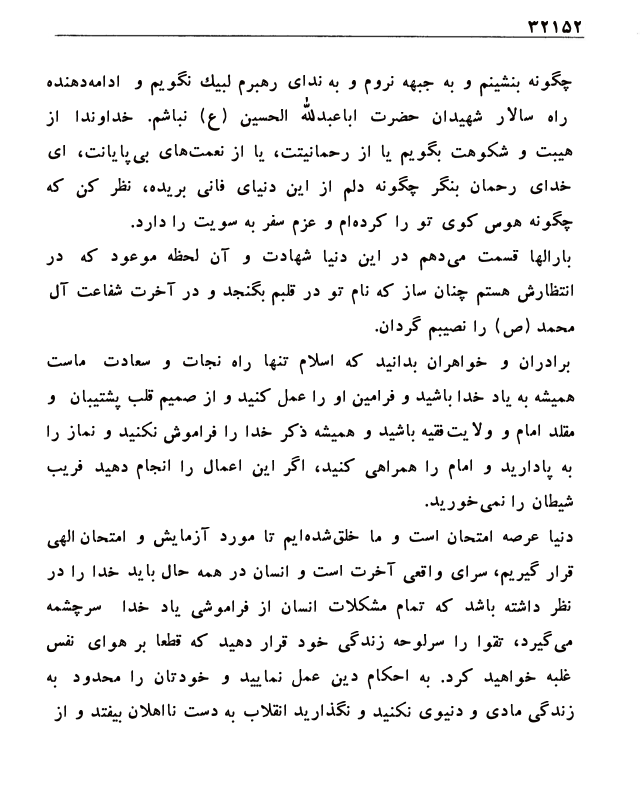 ۳۲۱۵۲
چگونه بنشینم و به جبهه نروم و به ندای رهبرم لبیك نگویم و ادامه‌دهنده
راه سالار شهیدان حضرت اباعبدالله الحسین (ع) نباشم. خداوندا از
هیبت و شکوهت بگویم یا از رحمانیتت، یا از نعمت‌های بی‌پایانت، ای
خدای رحمان بنگر چگونه دلم از این دنیای فانی بریده، نظر کن که
چگونه هوس کوی تو را کرده‌ام و عزم سفر به سویت را دارد.
بارالها قسمت می‌دهم در این دنیا شهادت و آن لحظه موعود که در
انتظارش هستم چنان ساز که نام تو در قلبم بگنجد و در آخرت شفاعت آل
محمد (ص) را نصیبم گردان.
برادران و خواهران بدانید که اسلام تنها راه نجات و سعادت ماست
همیشه به یاد خدا باشید و فرامین او را عمل کنید و از صمیم قلب پشتیبان و
مقلد امام و ولایت‌فقیه باشید و همیشه ذکر خدا را فراموش نکنید و نماز را
به پادارید و امام را همراهی کنید، اگر این اعمال را انجام دهید فریب
شیطان را نمی‌خورید.
دنیا عرصه امتحان است و ما خلق‌شده‌ایم تا مورد آزمایش و امتحان الهی
قرار گیریم، سرای واقعی آخرت است و انسان در همه حال باید خدا را در
نظر داشته باشد که تمام مشکلات انسان از فراموشی یاد خدا سرچشمه
می‌گیرد، تقوا را سرلوحه زندگی خود قرار دهید که قطعا بر هوای نفس
غلبه خواهید کرد. به احکام دین عمل نمایید و خودتان را محدود به
زندگی مادی و دنیوی نکنید و نگذارید انقلاب به دست نااهلان بیفتد و از